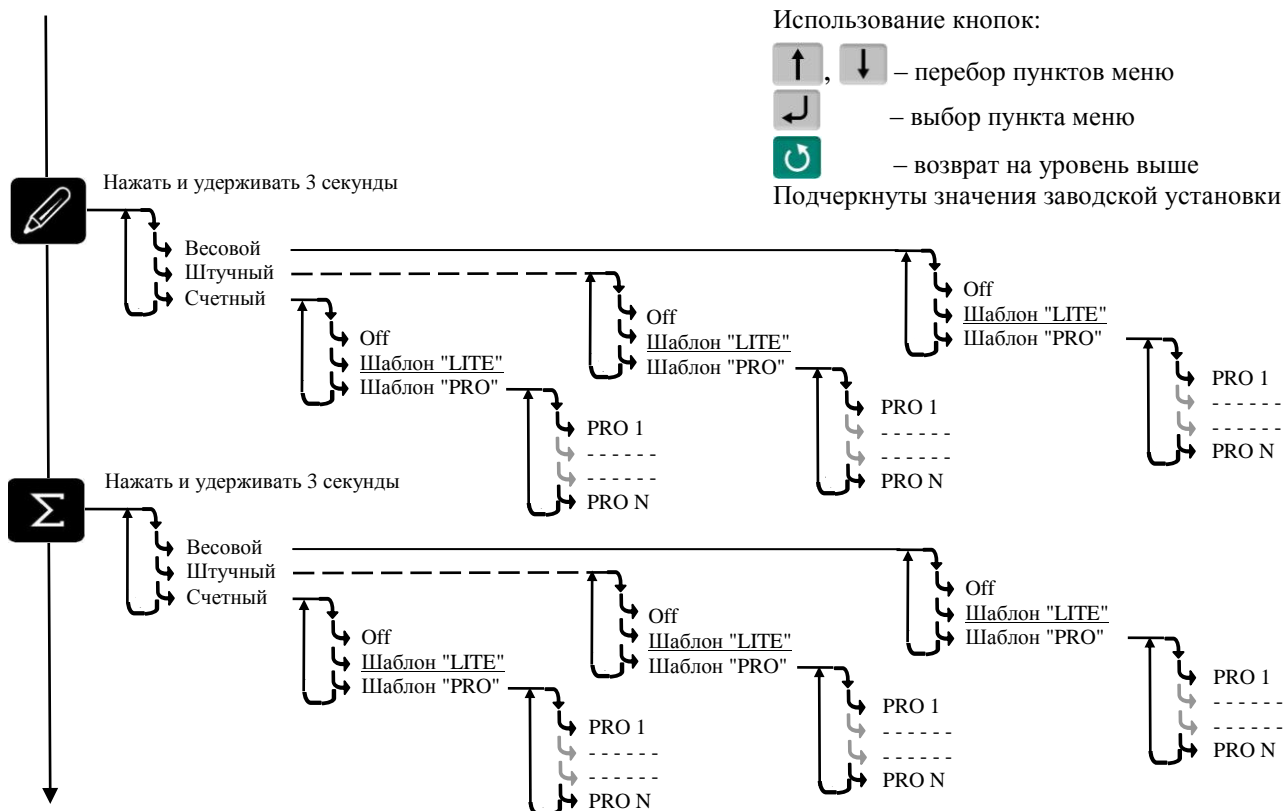 Использование кнопок:
, – перебор пунктов меню
– выбор пункта меню
– возврат на уровень выше
Подчеркнуты значения заводской установки
Нажать и удерживать 3 секунды
Весовой
Штучный
Счетный
Off
Шаблон "LITE"
Шаблон "PRO"
PRO 1
- - - - - -
- - - - - -
PRO N
Off
Шаблон "LITE"
Шаблон "PRO"
PRO 1
- - - - - -
- - - - - -
PRO N
Off
Шаблон "LITE"
Шаблон "PRO"
PRO 1
- - - - - -
- - - - - -
PRO N
Σ
Нажать и удерживать 3 секунды
Весовой
Штучный
Счетный
Off
Шаблон "LITE"
Шаблон "PRO"
PRO 1
- - - - - -
- - - - - -
PRO N
Off
Шаблон "LITE"
Шаблон "PRO"
PRO 1
- - - - - -
- - - - - -
PRO N
Off
Шаблон "LITE"
Шаблон "PRO"
PRO 1
- - - - - -
- - - - - -
PRO N